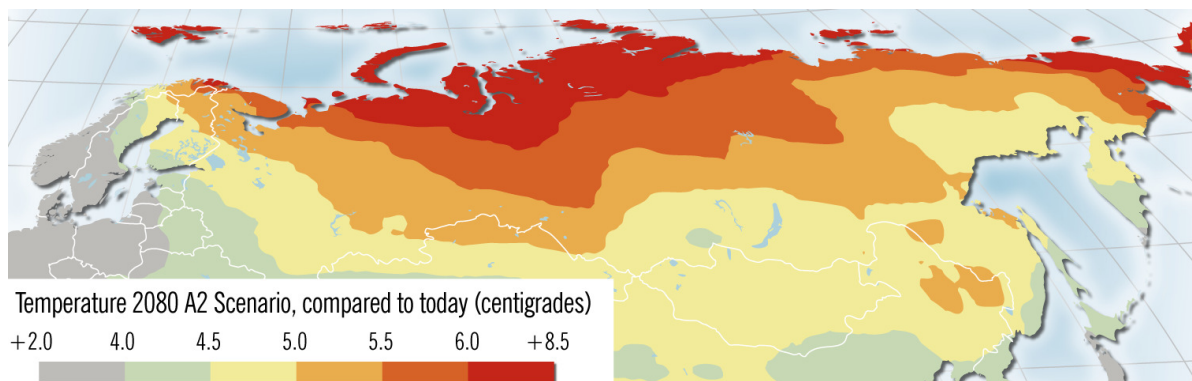 Temperature 2080 A2 Scenario, compared to today (centigrades)
+2.0 4.0 4.5 5.0 5.5 6.0 +8.5